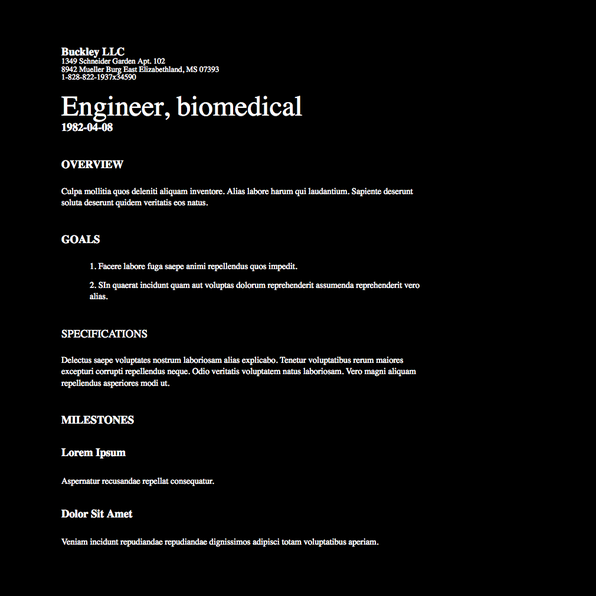 Buckley LLC
1349 Schneider Garden Apt. 102
8942 Mueller Burg East Elizabethland, MS 07393
1-828-822-1937x34590
Engineer, biomedical
1982-04-08
OVERVIEW
Culpa mollitia quos deleniti aliquam inventore. Alias labore harum qui laudantium. Sapiente deserunt
soluta deserunt quidem veritatis eos natus.
GOALS
1. Facere labore fuga saepe animi repellendus quos impedit.
2. SIn quaerat incidunt quam aut voluptas dolorum reprehenderit assumenda reprehenderit vero
alias.
SPECIFICATIONS
Delectus saepe voluptates nostrum laboriosam alias explicabo. Tenetur voluptatibus rerum maiores
excepturi corrupti repellendus neque. Odio veritatis voluptatem natus laboriosam. Vero magni aliquam
repellendus asperiores modi ut.
MILESTONES
Lorem Ipsum
Aspernatur recusandae repellat consequatur.
Dolor Sit Amet
Veniam incidunt repudiandae repudiandae dignissimos adipisci totam voluptatibus aperiam.